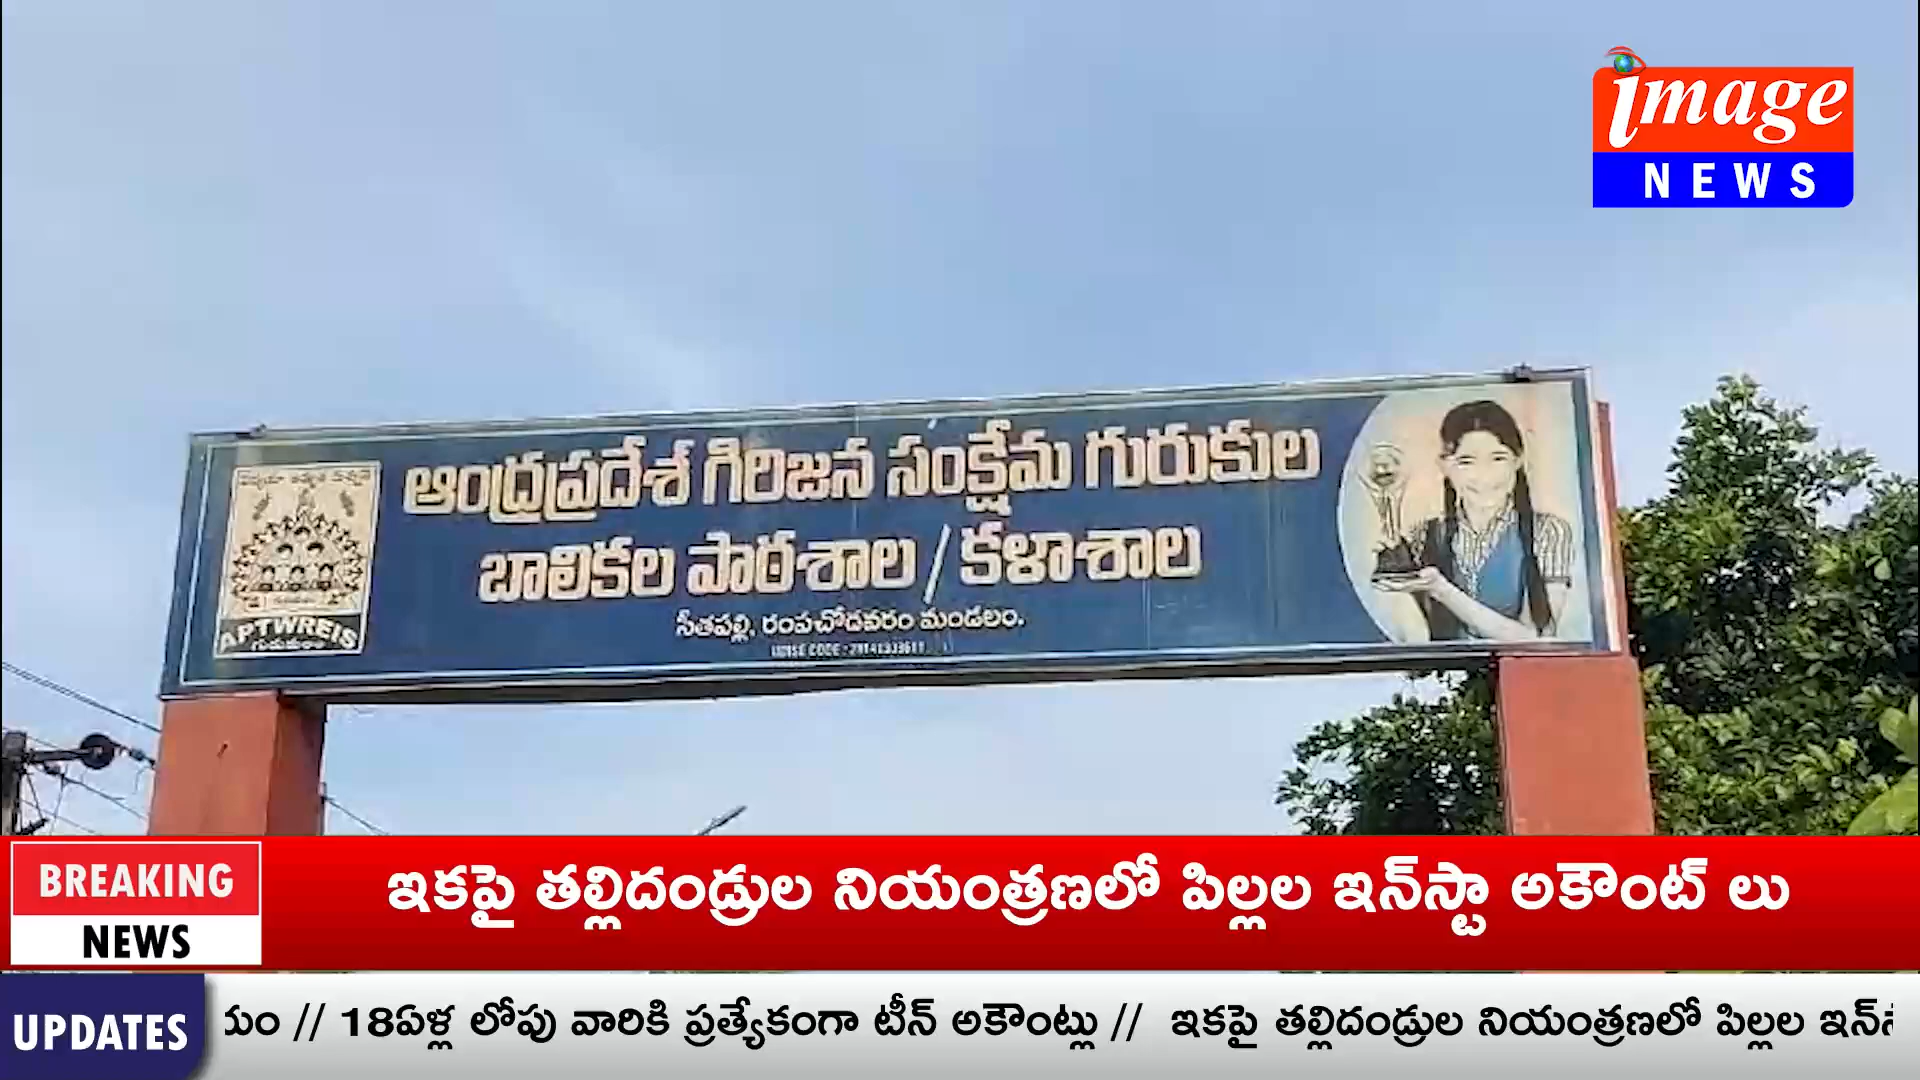 image
NEWS
ఆంధ్రప్రదేశ్ గిరిజన సంక్షేమ గురుకుల
బాలికల పాఠశాల / కళాశాల
సీతపల్లి, రంపచోడవరం మండలం.
APTWREIS
గురుకులం
BREAKING
NEWS
ఇకపై తల్లిదండ్రుల నియంత్రణలో పిల్లల ఇన్‌స్టా అకౌంట్ లు
UPDATES
మం // 18ఏళ్ల లోపు వారికి ప్రత్యేకంగా టీన్ అకౌంట్లు // ఇకపై తల్లిదండ్రుల నియంత్రణలో పిల్లల